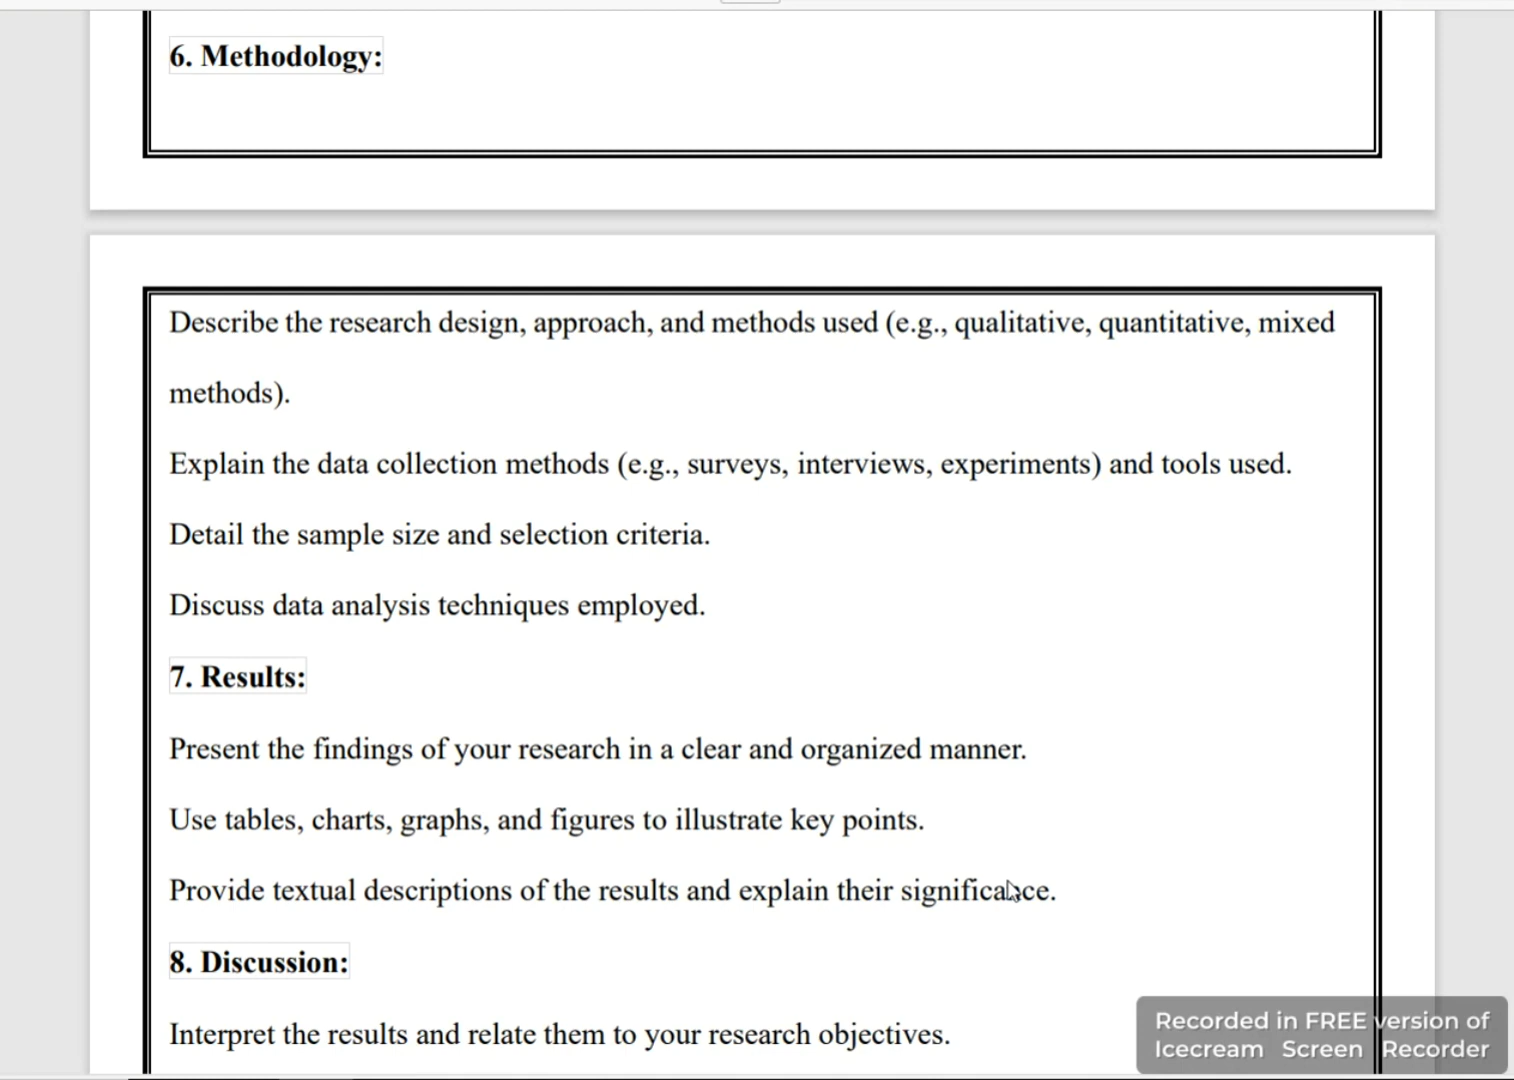 6. Methodology:
Describe the research design, approach, and methods used (e.g., qualitative, quantitative, mixed
methods).
Explain the data collection methods (e.g., surveys, interviews, experiments) and tools used.
Detail the sample size and selection criteria.
Discuss data analysis techniques employed.
7. Results:
Present the findings of your research in a clear and organized manner.
Use tables, charts, graphs, and figures to illustrate key points.
Provide textual descriptions of the results and explain their significance.
8. Discussion:
Interpret the results and relate them to your research objectives.
Recorded in FREE version of
Icecream Screen Recorder